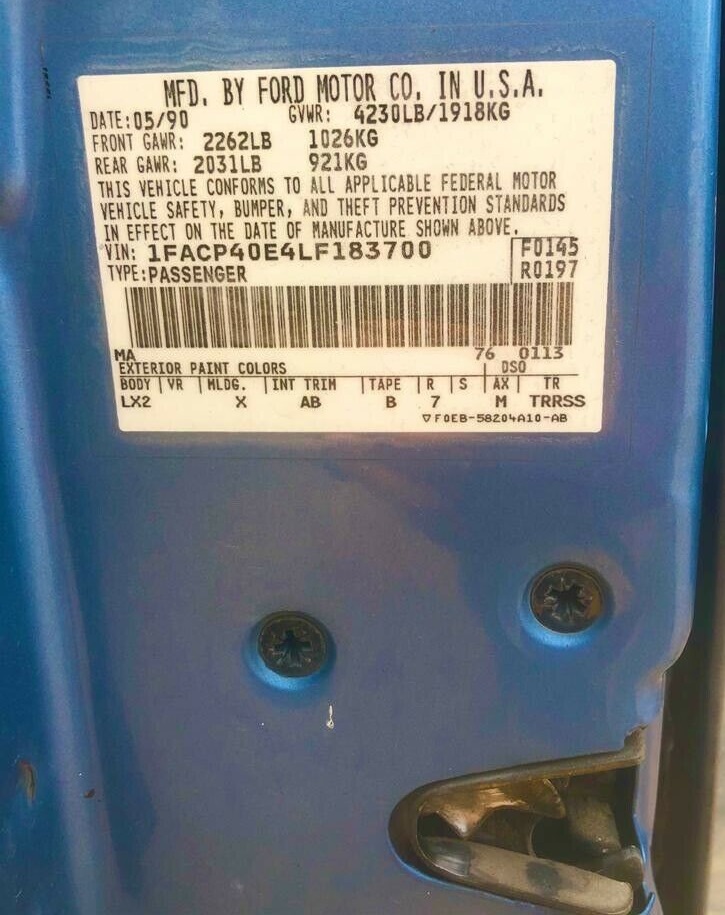 MFD. BY FORD MOTOR CO. IN U.S.A.
DATE:05/90 GVWR: 4230LB/1918KG
FRONT GAWR: 2262LB 1026KG
REAR GAWR: 2031LB 921KG
THIS VEHICLE CONFORMS TO ALL APPLICABLE FEDERAL MOTOR
VEHICLE SAFETY, BUMPER, AND THEFT PREVENTION STANDARDS
IN EFFECT ON THE DATE OF MANUFACTURE SHOWN ABOVE.
VIN: 1FACP40E4LF183700 F0145
TYPE:PASSENGER R0197
MA 76 0113
EXTERIOR PAINT COLORS DSO
BODY VR MLDG. INT TRIM TAPE R S AX TR
LX2 X AB B 7 M TRRSS
▽F0EB-58204A10-AB